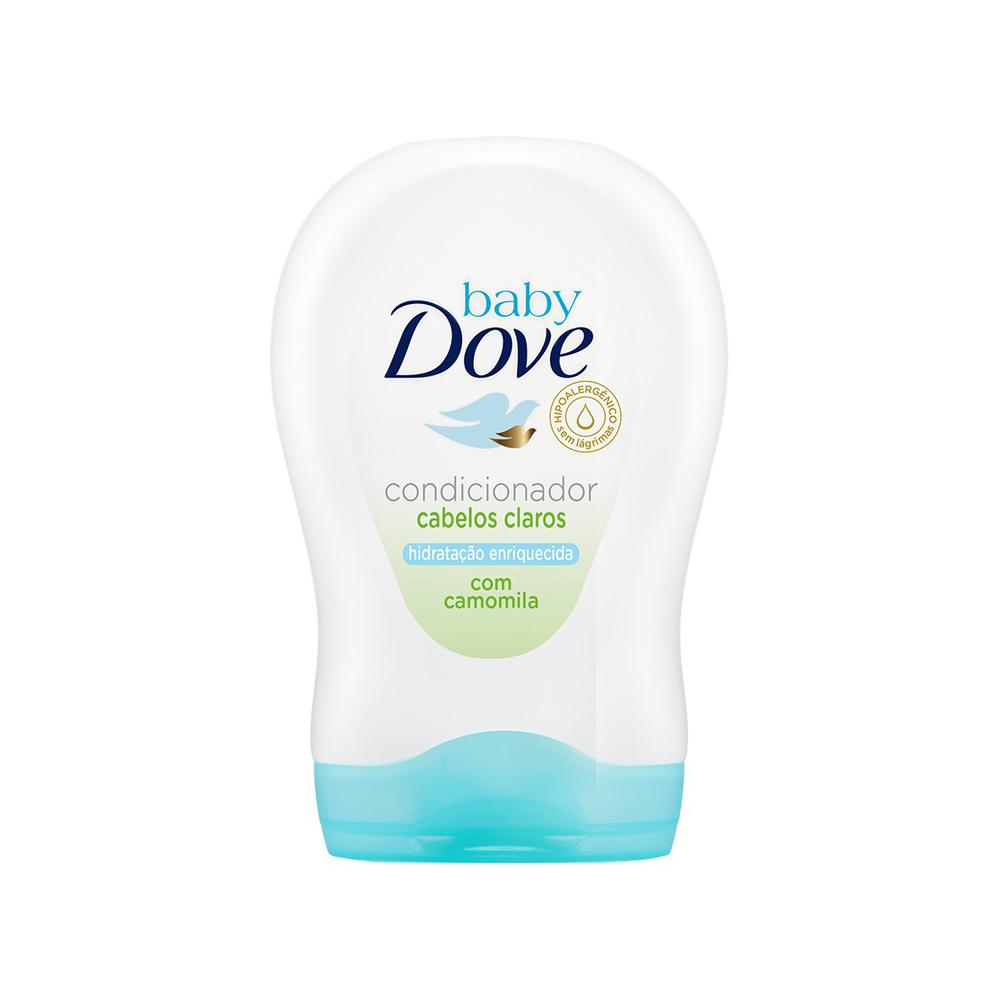 baby
Dove
HIPOALERGÊNICO
sem lágrimas
condicionador
cabelos claros
hidratação enriquecida
com
camomila